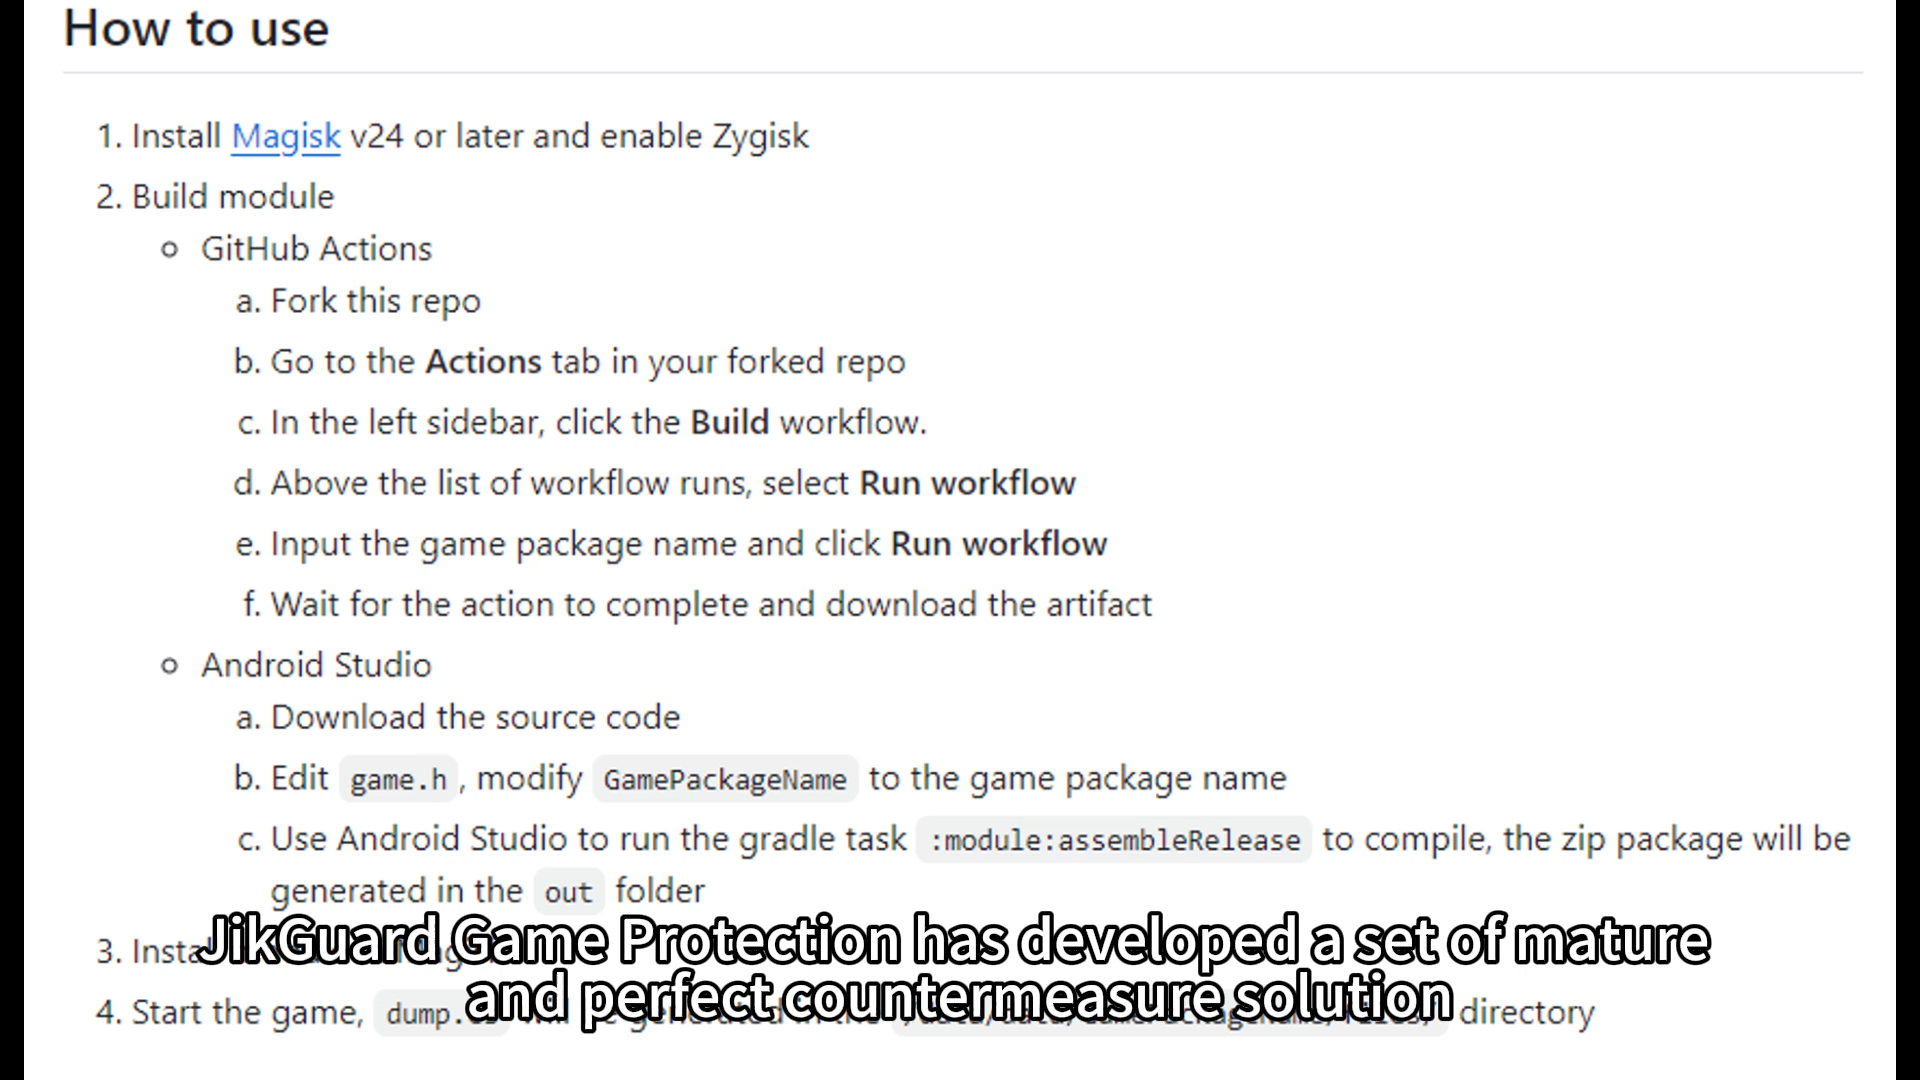 How to use
1. Install Magisk v24 or later and enable Zygisk
2. Build module
GitHub Actions
a. Fork this repo
b. Go to the Actions tab in your forked repo
c. In the left sidebar, click the Build workflow.
d. Above the list of workflow runs, select Run workflow
e. Input the game package name and click Run workflow
f. Wait for the action to complete and download the artifact
Android Studio
a. Download the source code
b. Edit game.h, modify GamePackageName to the game package name
c. Use Android Studio to run the gradle task :module:assembleRelease to compile, the zip package will be
generated in the out folder
3.
JikGuard Game Protection has developed a set of mature
and perfect countermeasure solution
4. Start the game, directory